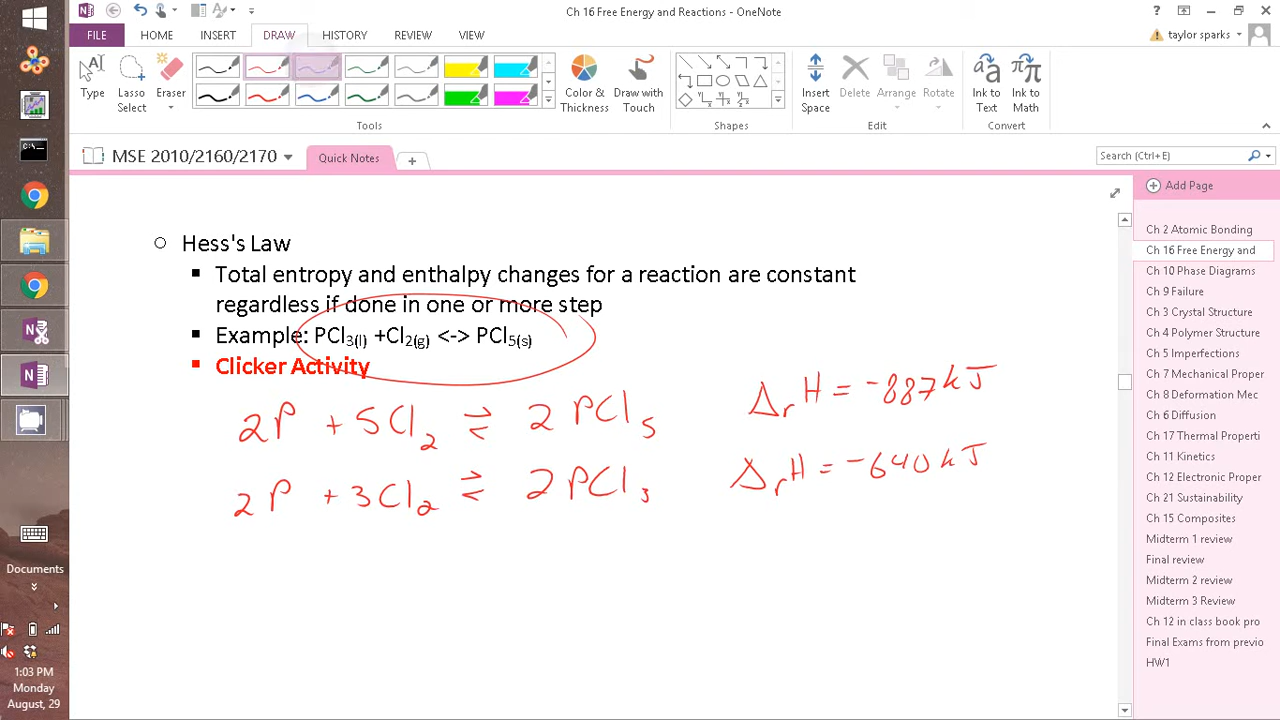 Ch 16 Free Energy and Reactions - OneNote
?
FILE
HOME
INSERT
DRAW
HISTORY
REVIEW
VIEW
taylor sparks
Type
Lasso Select
Eraser
Color & Thickness
Draw with Touch
Insert Space
Delete
Arrange
Rotate
Ink to Text
Ink to Math
Tools
Shapes
Edit
Convert
MSE 2010/2160/2170
Quick Notes
Search (Ctrl+E)
Add Page
Ch 2 Atomic Bonding
Ch 16 Free Energy and
Ch 10 Phase Diagrams
Ch 9 Failure
Ch 3 Crystal Structure
Ch 4 Polymer Structure
Ch 5 Imperfections
Ch 7 Mechanical Proper
Ch 8 Deformation Mec
Ch 6 Diffusion
Ch 17 Thermal Properti
Ch 11 Kinetics
Ch 12 Electronic Proper
Ch 21 Sustainability
Ch 15 Composites
Midterm 1 review
Final review
Midterm 2 review
Midterm 3 Review
Ch 12 in class book pro
Final Exams from previo
HW1
Hess's Law
Total entropy and enthalpy changes for a reaction are constant
regardless if done in one or more step
Example: PCl3(l) +Cl2(g) <-> PCl5(s)
Clicker Activity
2P + 5Cl2 ⇌ 2 PCl5 ΔrH = -887kJ
2P + 3Cl2 ⇌ 2PCl3 ΔrH = -640kJ
Documents
1:03 PM
Monday
August, 29